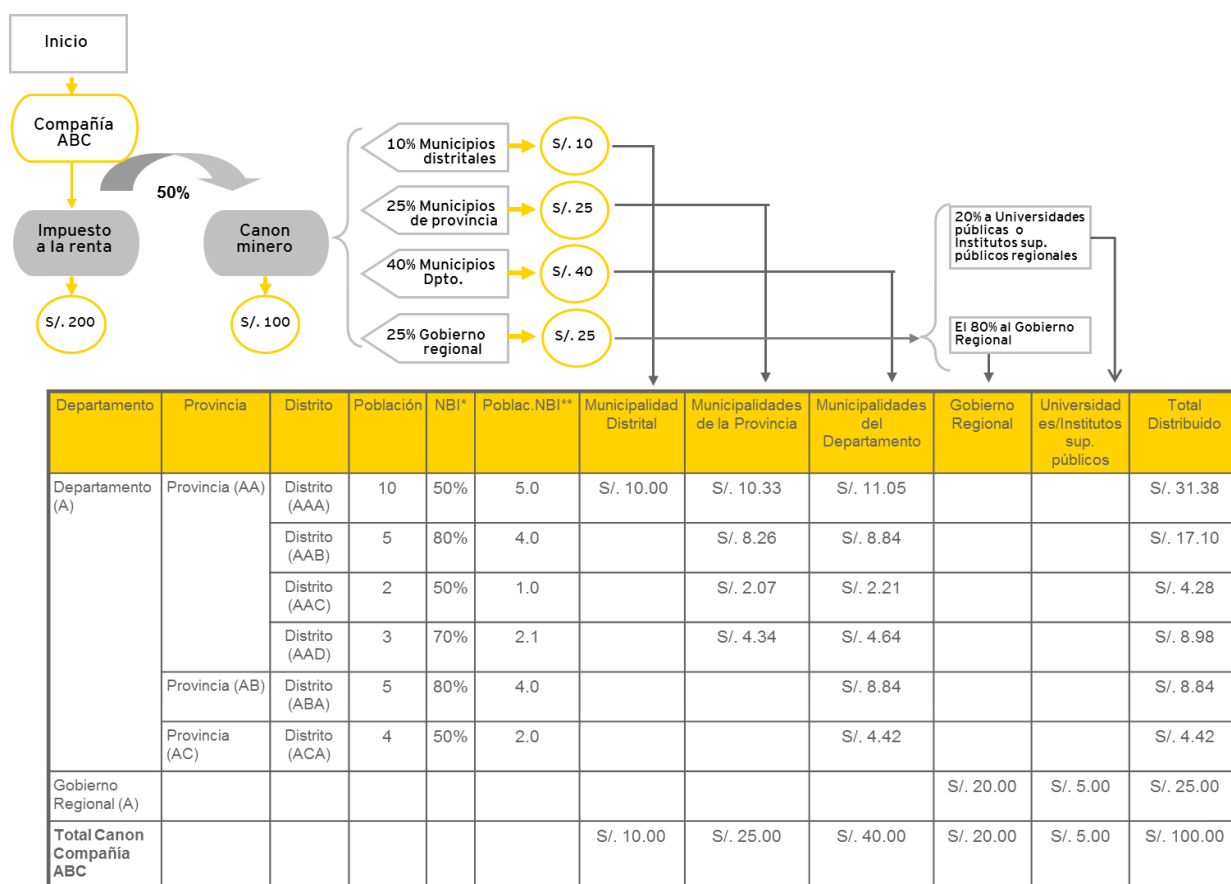 Inicio
Compañía
ABC
50%
Impuesto
a la renta
Canon
minero
S/. 200
S/. 100
10% Municipios
distritales
S/. 10
25% Municipios
de provincia
S/. 25
40% Municipios
Dpto.
S/. 40
25% Gobierno
regional
S/. 25
20% a Universidades
públicas o
Institutos sup.
públicos regionales
El 80% al Gobierno
Regional
Departamento Provincia Distrito Población NBI* Poblac.NBI** Municipalidad Municipalidades Municipalidades Gobierno Universidad Total
Distrital de la Provincia del Regional es/Institutos Distribuido
Departamento sup.
públicos
Departamento Provincia (AA) Distrito 10 50% 5.0 S/. 10.00 S/. 10.33 S/. 11.05 S/. 31.38
(A) (AAA)
Distrito 5 80% 4.0 S/. 8.26 S/. 8.84 S/. 17.10
(AAB)
Distrito 2 50% 1.0 S/. 2.07 S/. 2.21 S/. 4.28
(AAC)
Distrito 3 70% 2.1 S/. 4.34 S/. 4.64 S/. 8.98
(AAD)
Provincia (AB) Distrito 5 80% 4.0 S/. 8.84 S/. 8.84
(ABA)
Provincia Distrito 4 50% 2.0 S/. 4.42 S/. 4.42
(AC) (ACA)
Gobierno S/. 20.00 S/. 5.00 S/. 25.00
Regional (A)
Total Canon S/. 10.00 S/. 25.00 S/. 40.00 S/. 20.00 S/. 5.00 S/. 100.00
Compañía
ABC